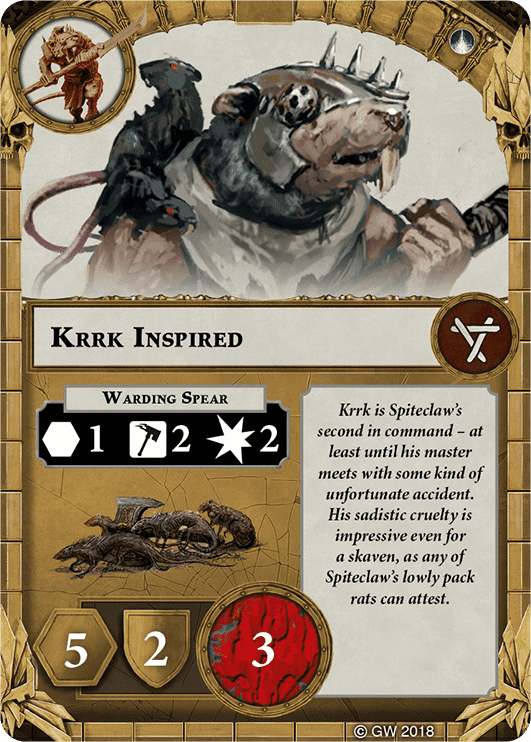 Krrk Inspired
Warding Spear
1 2 2
Krrk is Spiteclaw's
second in command – at
least until his master
meets with some kind of
unfortunate accident.
His sadistic cruelty is
impressive even for
a skaven, as any of
Spiteclaw's lowly pack
rats can attest.
5 2 3
© GW 2018